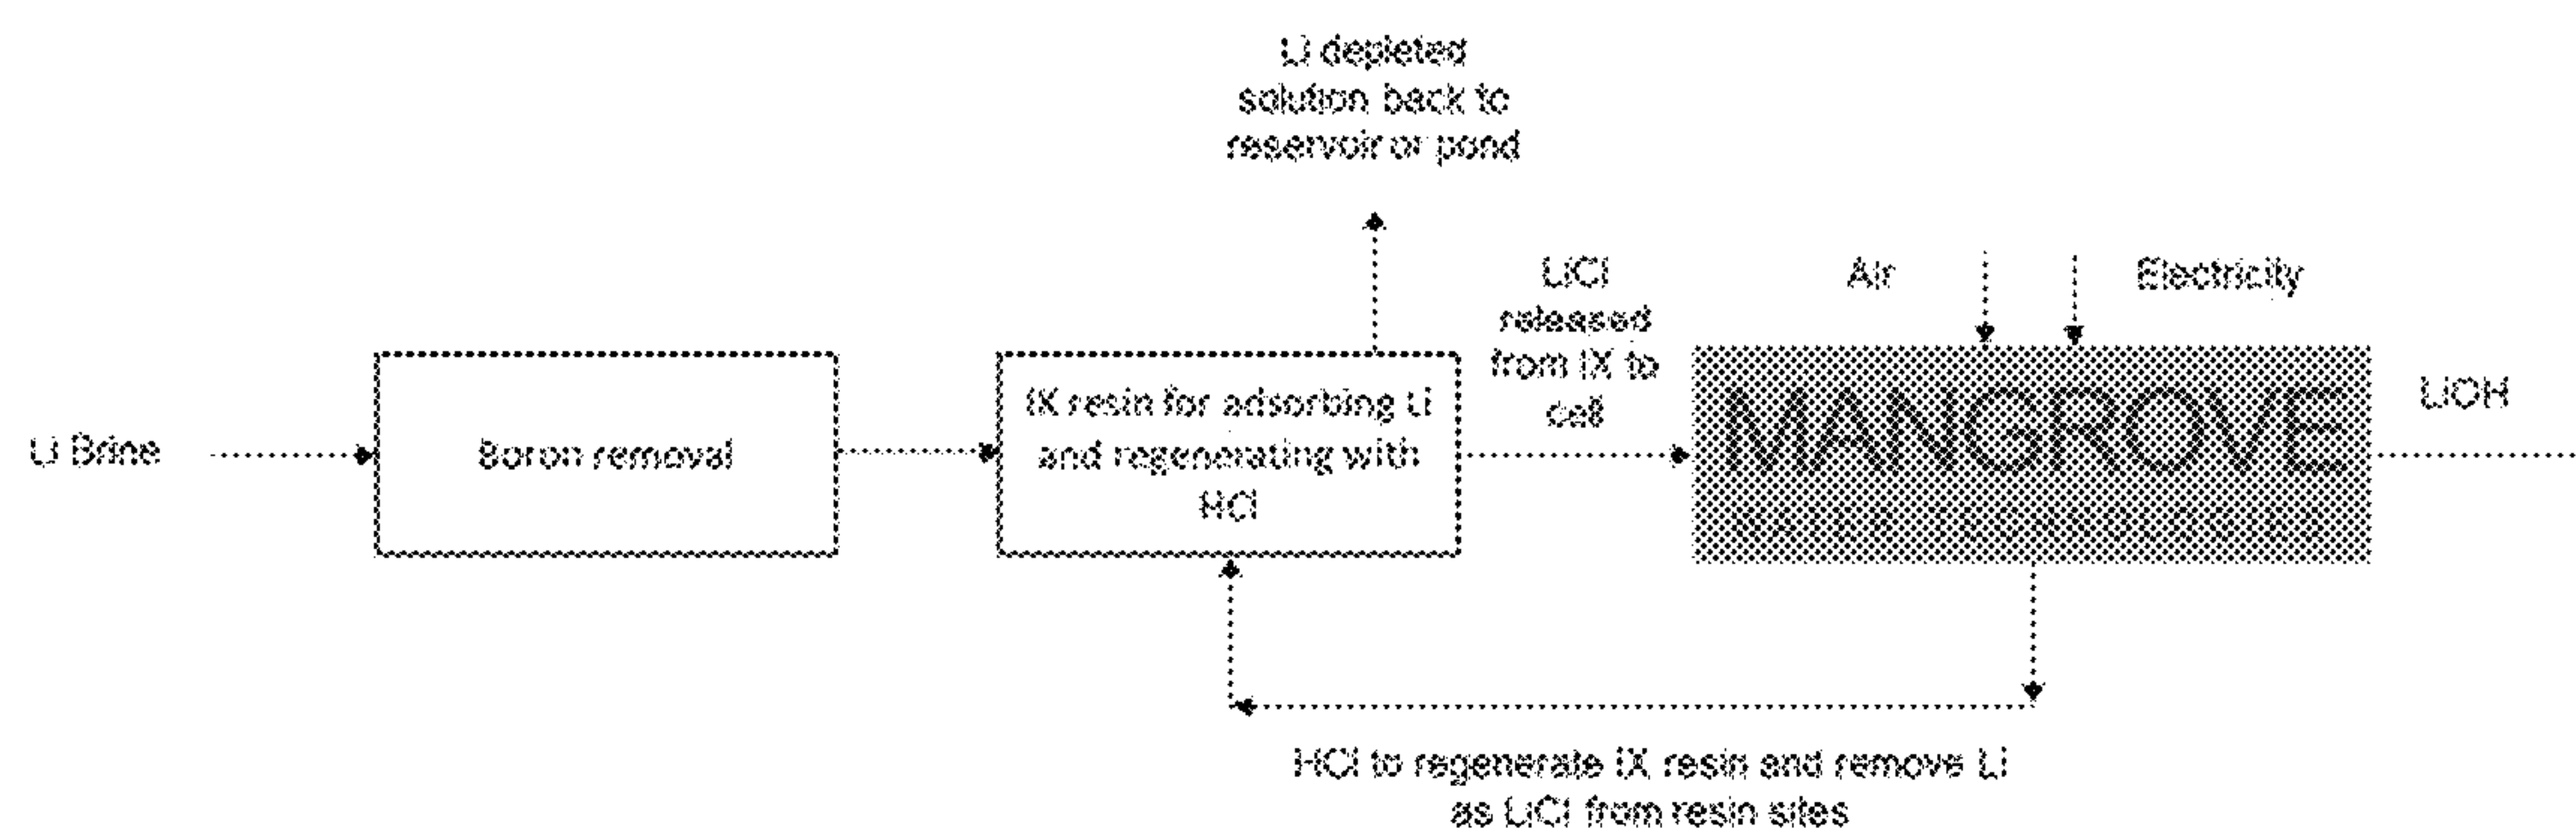 Li depleted
solution back to
reservoir or pond
LiCl
released
from IX to
cell
Air
Electricity
Li Brine
Boron removal
IX resin for adsorbing Li
and regenerating with
HCl
MANGROVE
LiOH
HCl to regenerate IX resin and remove Li
as LiCl from resin sites